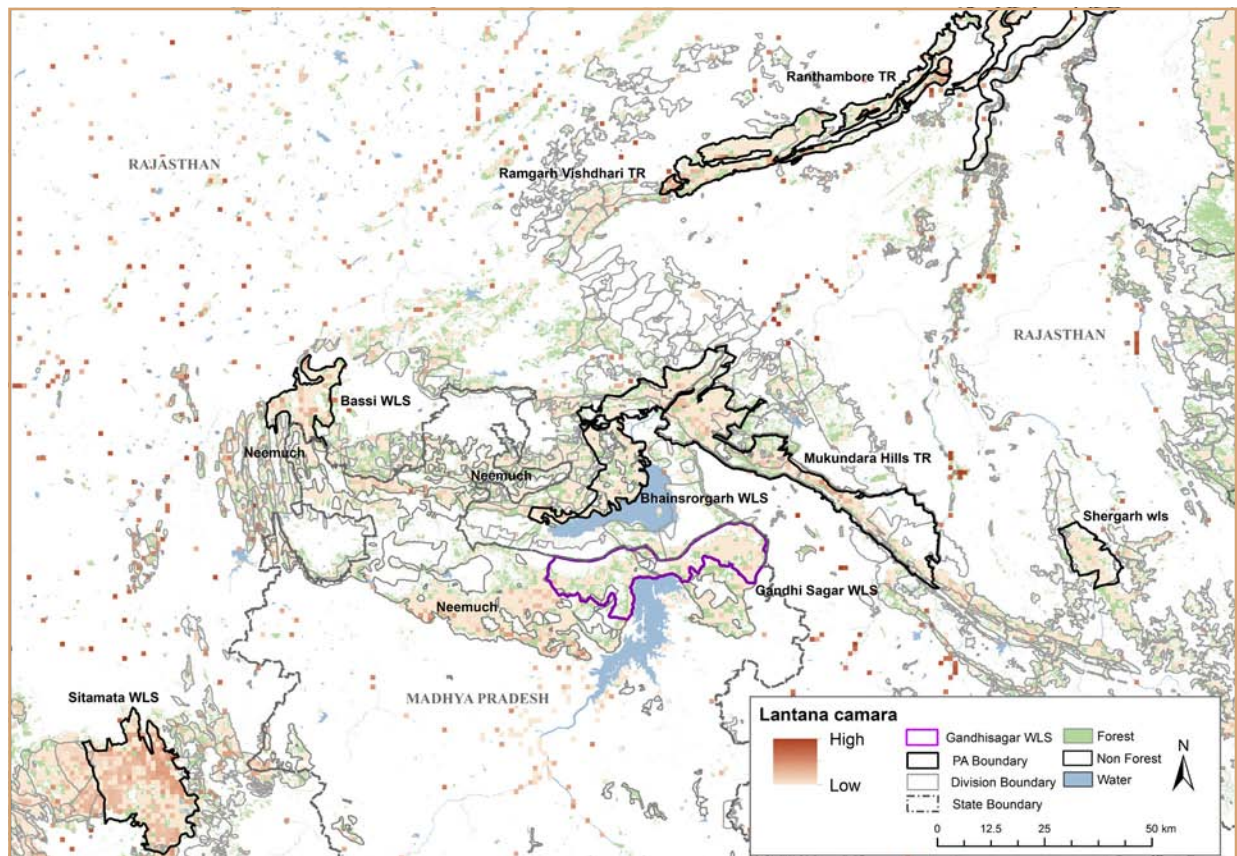 Ranthambore TR
RAJASTHAN
Ramgarh Vishdhari TR
RAJASTHAN
Bassi WLS
Neemuch
Neemuch
Mukundara Hills TR
Bhainsrorgarh WLS
Shergarh wls
Gandhi Sagar WLS
Neemuch
Sitamata WLS
MADHYA PRADESH
Lantana camara
High
Low
Gandhisagar WLS
PA Boundary
Division Boundary
State Boundary
Forest
Non Forest
Water
N
0 12.5 25 50 km